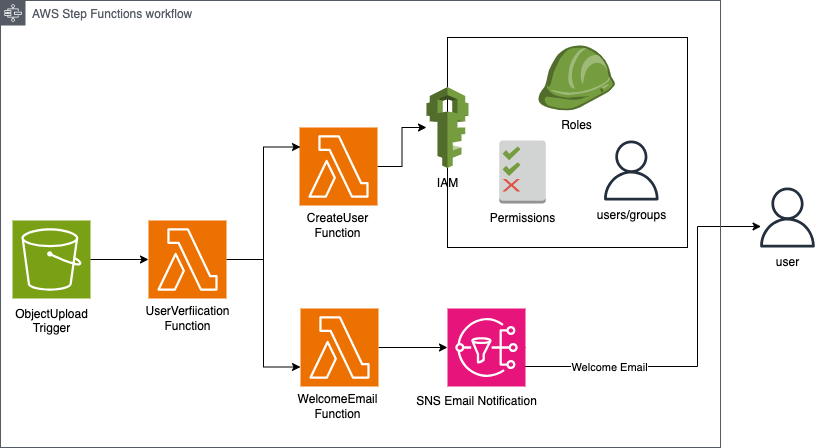 AWS Step Functions workflow
Roles
IAM
Permissions
users/groups
CreateUser
Function
ObjectUpload
Trigger
UserVerfiication
Function
WelcomeEmail
Function
SNS Email Notification
Welcome Email
user